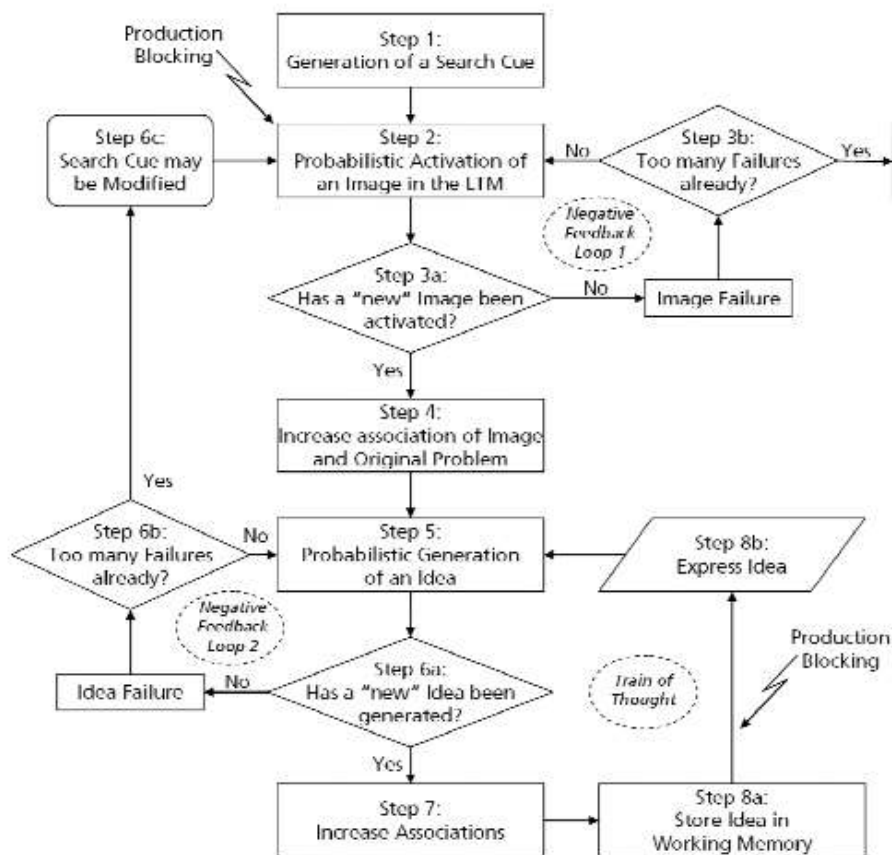 Production
Blocking
Step 1:
Generation of a Search Cue
Step 6c:
Search Cue may
be Modified
Step 2:
Probabilistic Activation of
an Image in the LTM
No
Step 3b:
Too many Failures
already?
Yes
Negative
Feedback
Loop 1
Step 3a:
Has a "new" Image been
activated?
No
Image Failure
Yes
Step 4:
Increase association of Image
and Original Problem
Yes
Step 6b:
Too many Failures
already?
No
Step 5:
Probabilistic Generation
of an Idea
Step 8b:
Express Idea
Negative
Feedback
Loop 2
Production
Blocking
Idea Failure
No
Step 6a:
Has a "new" Idea been
generated?
Train of
Thought
Yes
Step 7:
Increase Associations
Step 8a:
Store Idea in
Working Memory